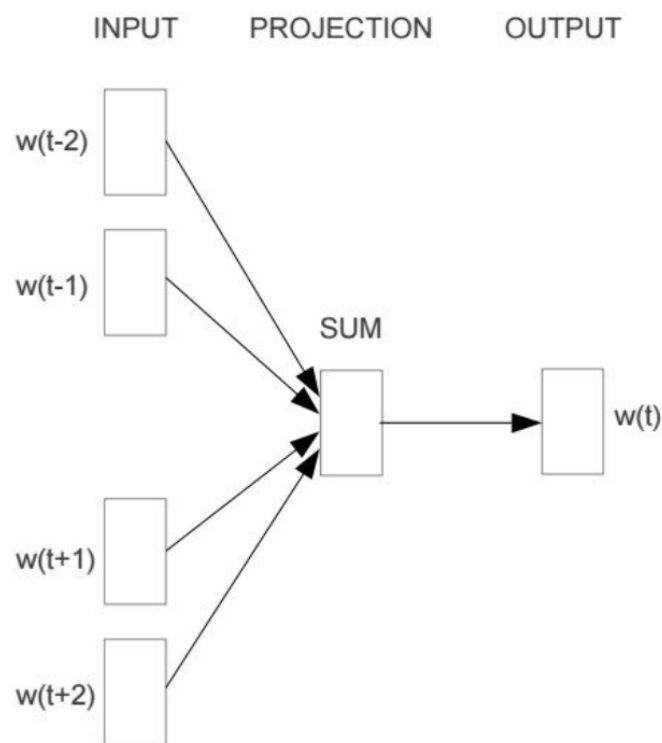 INPUT PROJECTION OUTPUT
w(t-2)
w(t-1)
SUM
w(t)
w(t+1)
w(t+2)